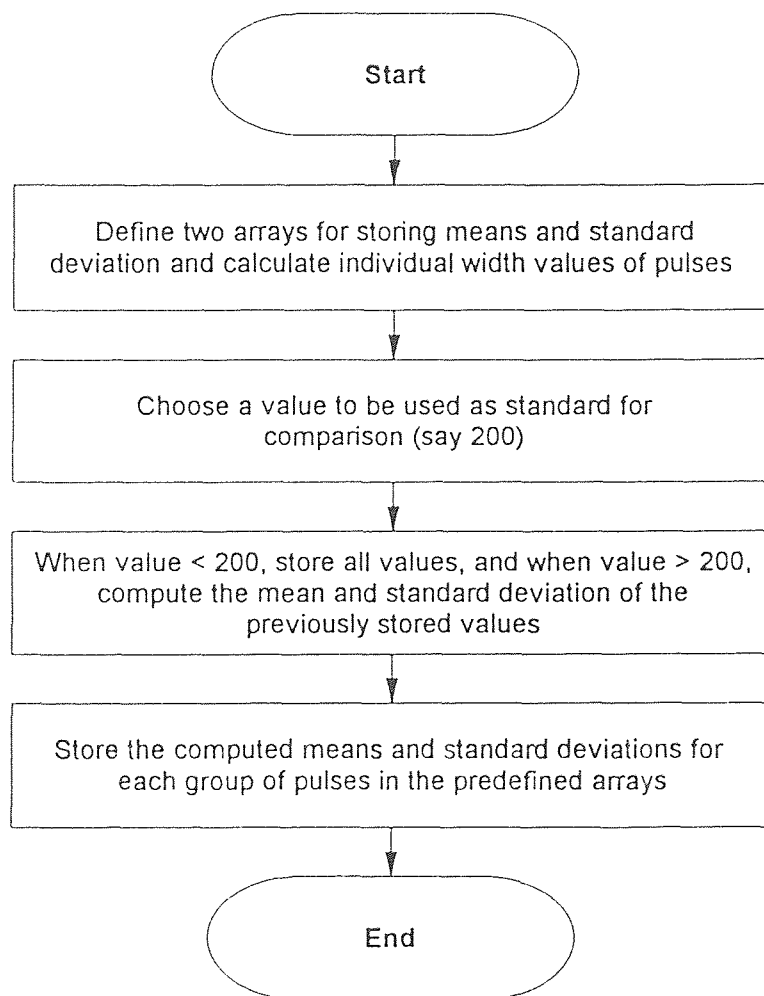 Start
Define two arrays for storing means and standard
deviation and calculate individual width values of pulses
Choose a value to be used as standard for
comparison (say 200)
When value < 200, store all values, and when value > 200,
compute the mean and standard deviation of the
previously stored values
Store the computed means and standard deviations for
each group of pulses in the predefined arrays
End